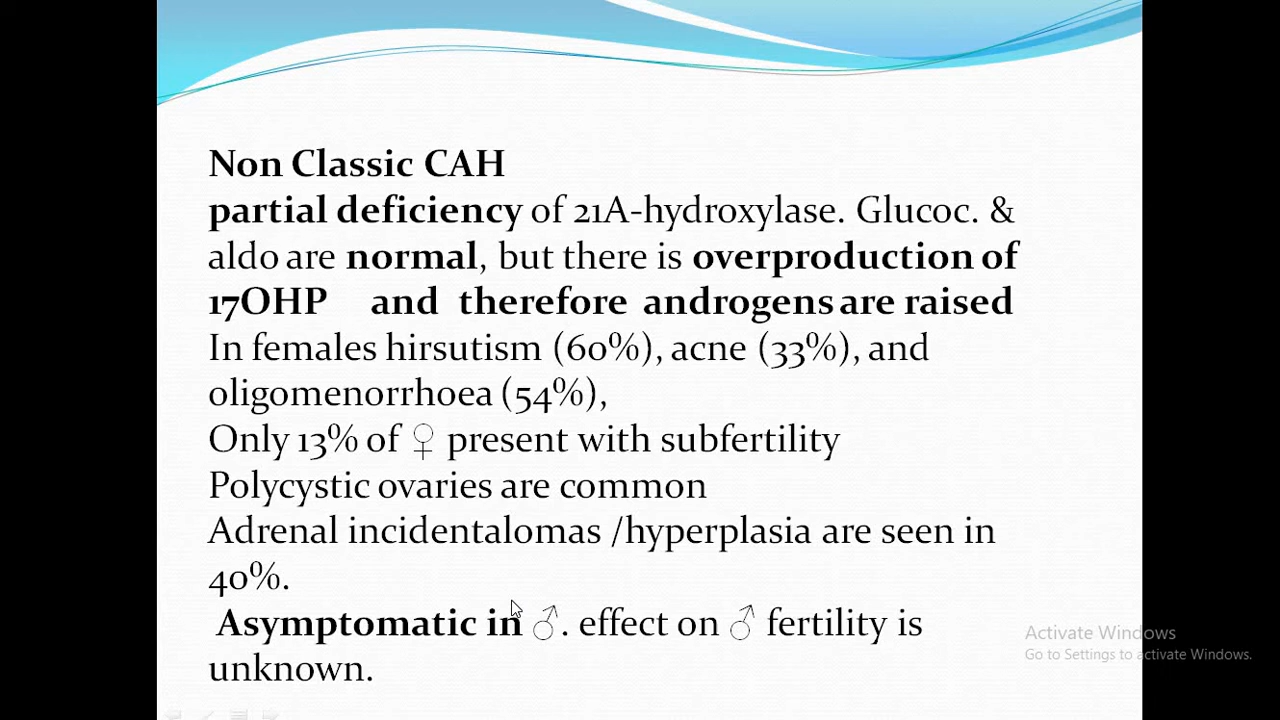 Non Classic CAH
partial deficiency of 21A-hydroxylase. Glucoc. &
aldo are normal, but there is overproduction of
17OHP and therefore androgens are raised
In females hirsutism (60%), acne (33%), and
oligomenorrhoea (54%),
Only 13% of ♀ present with subfertility
Polycystic ovaries are common
Adrenal incidentalomas /hyperplasia are seen in
40%.
Asymptomatic in ♂. effect on ♂ fertility is
unknown.
Activate Windows
Go to Settings to activate Windows.